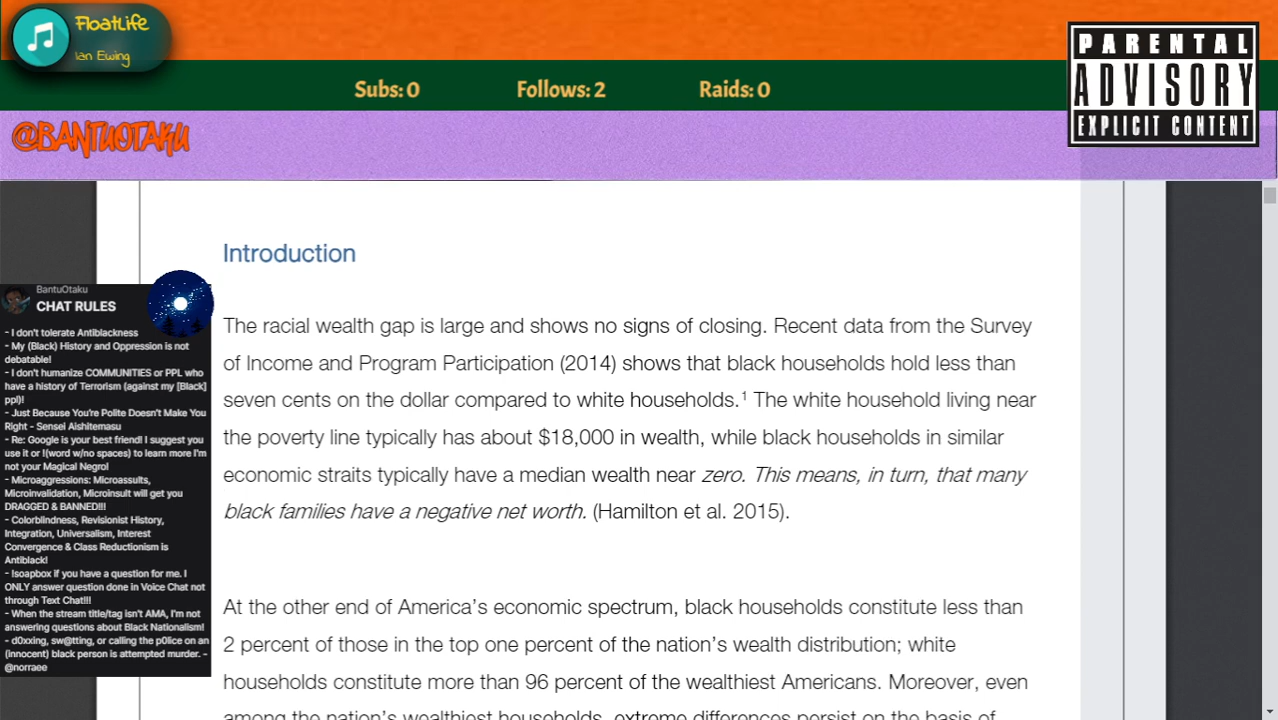 FloatLife
Ian Ewing
Subs: 0
Follows: 2
Raids: 0
PARENTAL
ADVISORY
EXPLICIT CONTENT
@BANTUOTAKU
Introduction
The racial wealth gap is large and shows no signs of closing. Recent data from the Survey
of Income and Program Participation (2014) shows that black households hold less than
seven cents on the dollar compared to white households.¹ The white household living near
the poverty line typically has about $18,000 in wealth, while black households in similar
economic straits typically have a median wealth near zero. This means, in turn, that many
black families have a negative net worth. (Hamilton et al. 2015).
At the other end of America's economic spectrum, black households constitute less than
2 percent of those in the top one percent of the nation's wealth distribution; white
households constitute more than 96 percent of the wealthiest Americans. Moreover, even
among the nation's wealthiest households, extreme differences persist on the basis of
BantuOtaku
CHAT RULES
- I don't tolerate Antiblackness
- My (Black) History and Oppression is not
debatable!
- I don't humanize COMMUNITIES or PPL who
have a history of Terrorism (against my [Black]
ppl)!
- Just Because You're Polite Doesn't Make You
Right - Sensei Aishitemasu
- Re: Google is your best friend! I suggest you
use it or !(word w/no spaces) to learn more I'm
not your Magical Negro!
- Microaggressions: Microassults,
Microinvalidation, Microinsult will get you
DRAGGED & BANNED!!!
- Colorblindness, Revisionist History,
Integration, Universalism, Interest
Convergence & Class Reductionism is
Antiblack!
- !soapbox if you have a question for me. I
ONLY answer question done in Voice Chat not
through Text Chat!!!
- When the stream title/tag isn't AMA, I'm not
answering questions about Black Nationalism!
- d0xxing, sw@tting, or calling the p0lice on an
(innocent) black person is attempted murder. -
@norraee